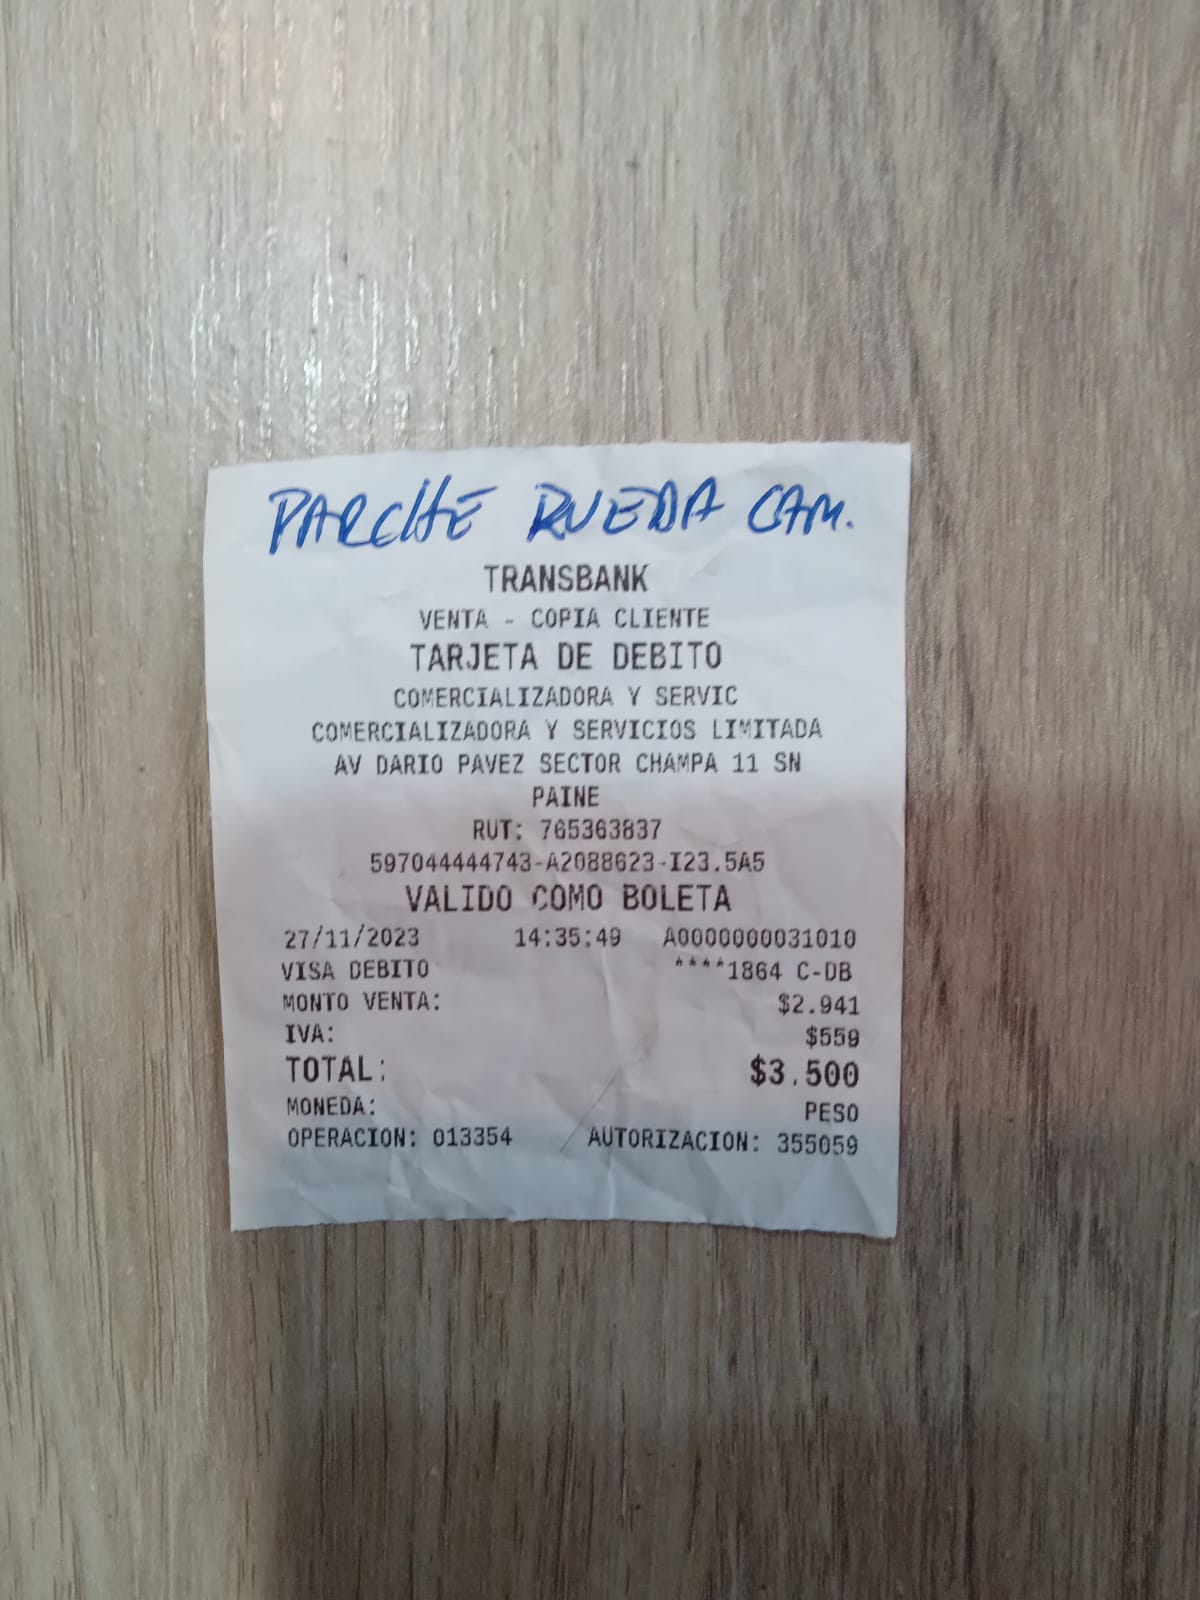 PARCHE RUEDA CAM.
TRANSBANK
VENTA - COPIA CLIENTE
TARJETA DE DEBITO
COMERCIALIZADORA Y SERVIC
COMERCIALIZADORA Y SERVICIOS LIMITADA
AV DARIO PAVEZ SECTOR CHAMPA 11 SN
PAINE
RUT: 765363837
597044444743-A2088623-I23.5A5
VALIDO COMO BOLETA
27/11/2023 14:35:49 A0000000031010
VISA DEBITO ****1864 C-DB
MONTO VENTA: $2.941
IVA: $559
TOTAL: $3.500
MONEDA: PESO
OPERACION: 013354 AUTORIZACION: 355059